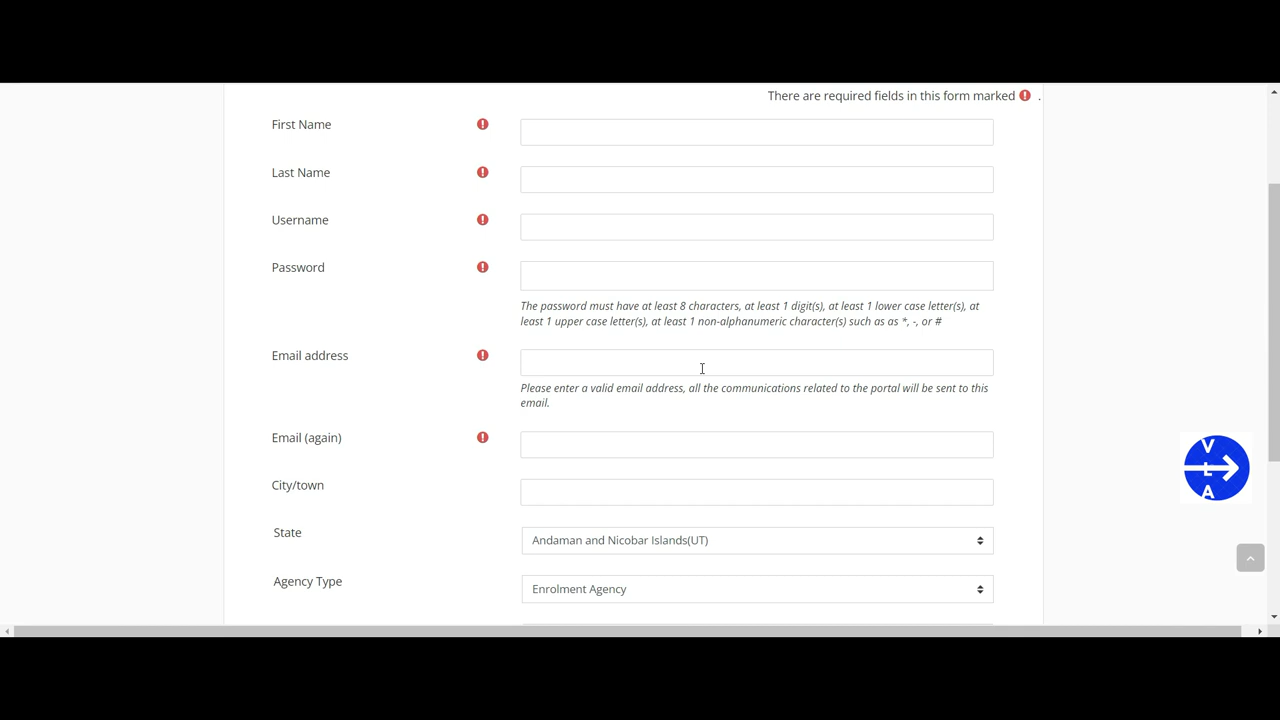 There are required fields in this form marked .
First Name
Last Name
Username
Password
The password must have at least 8 characters, at least 1 digit(s), at least 1 lower case letter(s), at
least 1 upper case letter(s), at least 1 non-alphanumeric character(s) such as as *, -, or #
Email address
Please enter a valid email address, all the communications related to the portal will be sent to this
email.
Email (again)
City/town
State
Andaman and Nicobar Islands(UT)
Agency Type
Enrolment Agency
V
L
A